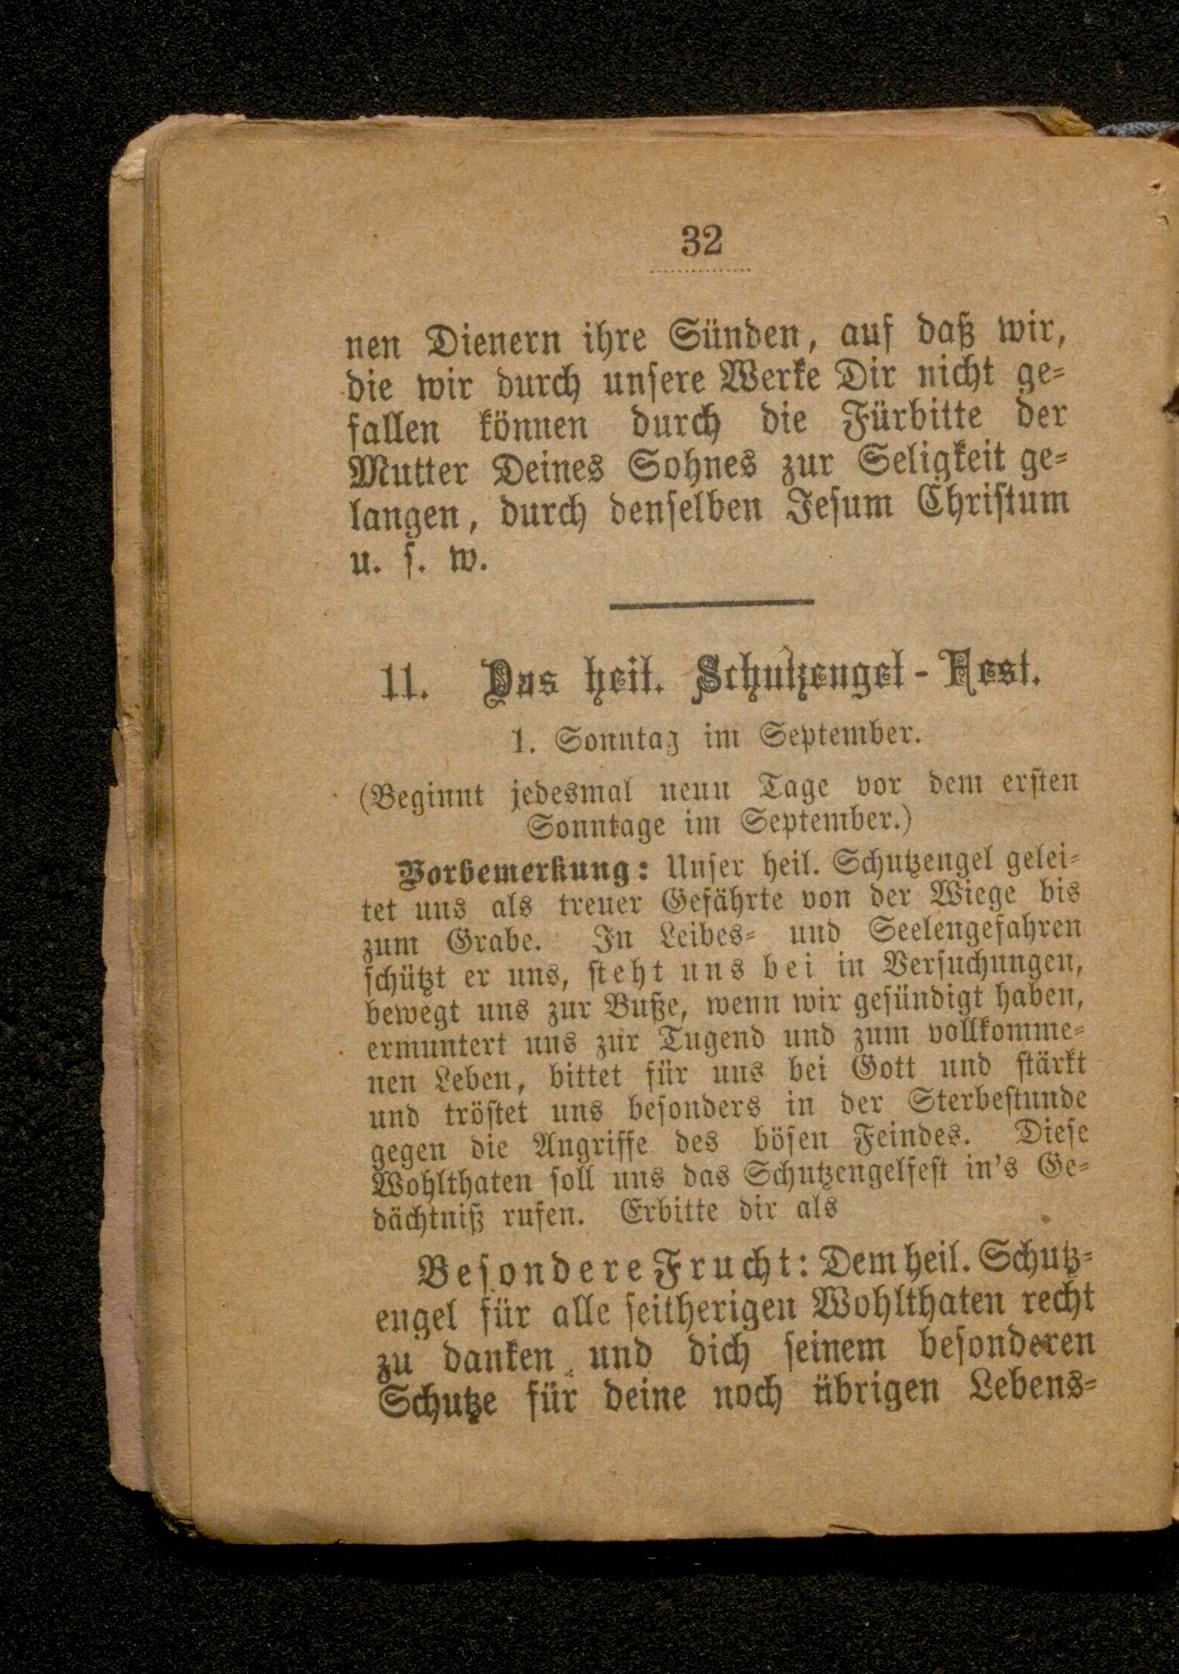 32
nen Dienern ihre Sünden, auf daß wir,
die wir durch unsere Werke Dir nicht ge-
fallen können durch die Fürbitte der
Mutter Deines Sohnes zur Seligkeit ge-
langen, durch denselben Jesum Christum
u. s. w.
11. Das heil. Schutzengel-Fest.
1. Sonntag im September.
(Beginnt jedesmal neun Tage vor dem ersten
Sonntage im September.)
Vorbemerkung: Unser heil. Schutzengel gelei-
tet uns als treuer Gefährte von der Wiege bis
zum Grabe. In Leibes- und Seelengefahren
schützt er uns, steht uns bei in Versuchungen,
bewegt uns zur Buße, wenn wir gesündigt haben,
ermuntert uns zur Tugend und zum vollkomme-
nen Leben, bittet für uns bei Gott und stärkt
und tröstet uns besonders in der Sterbestunde
gegen die Angriffe des bösen Feindes. Diese
Wohlthaten soll uns das Schutzengelfest in's Ge-
dächtniß rufen. Erbitte dir als
Besondere Frucht: Dem heil. Schutz-
engel für alle seitherigen Wohlthaten recht
zu danken und dich seinem besonderen
Schutze für deine noch übrigen Lebens-